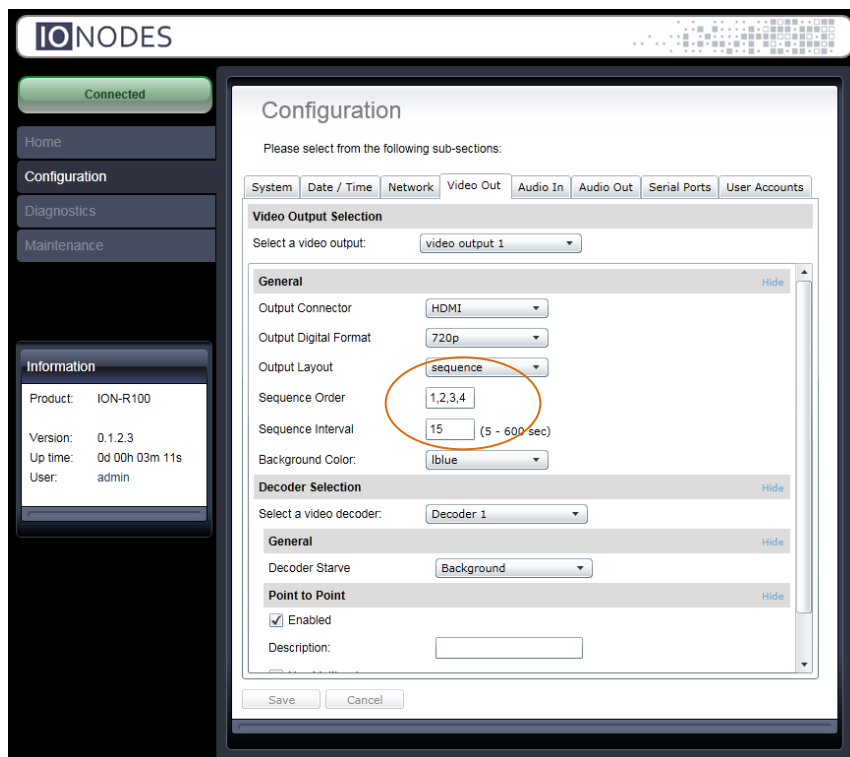 IONODES
Connected
Home
Configuration
Diagnostics
Maintenance
Information
Product: ION-R100
Version: 0.1.2.3
Up time: 0d 00h 03m 11s
User: admin
Configuration
Please select from the following sub-sections:
System Date / Time Network Video Out Audio In Audio Out Serial Ports User Accounts
Video Output Selection
Select a video output: video output 1
General Hide
Output Connector HDMI
Output Digital Format 720p
Output Layout sequence
Sequence Order 1,2,3,4
Sequence Interval 15 (5 - 600 sec)
Background Color: lblue
Decoder Selection Hide
Select a video decoder: Decoder 1
General Hide
Decoder Starve Background
Point to Point Hide
Enabled
Description:
Save Cancel